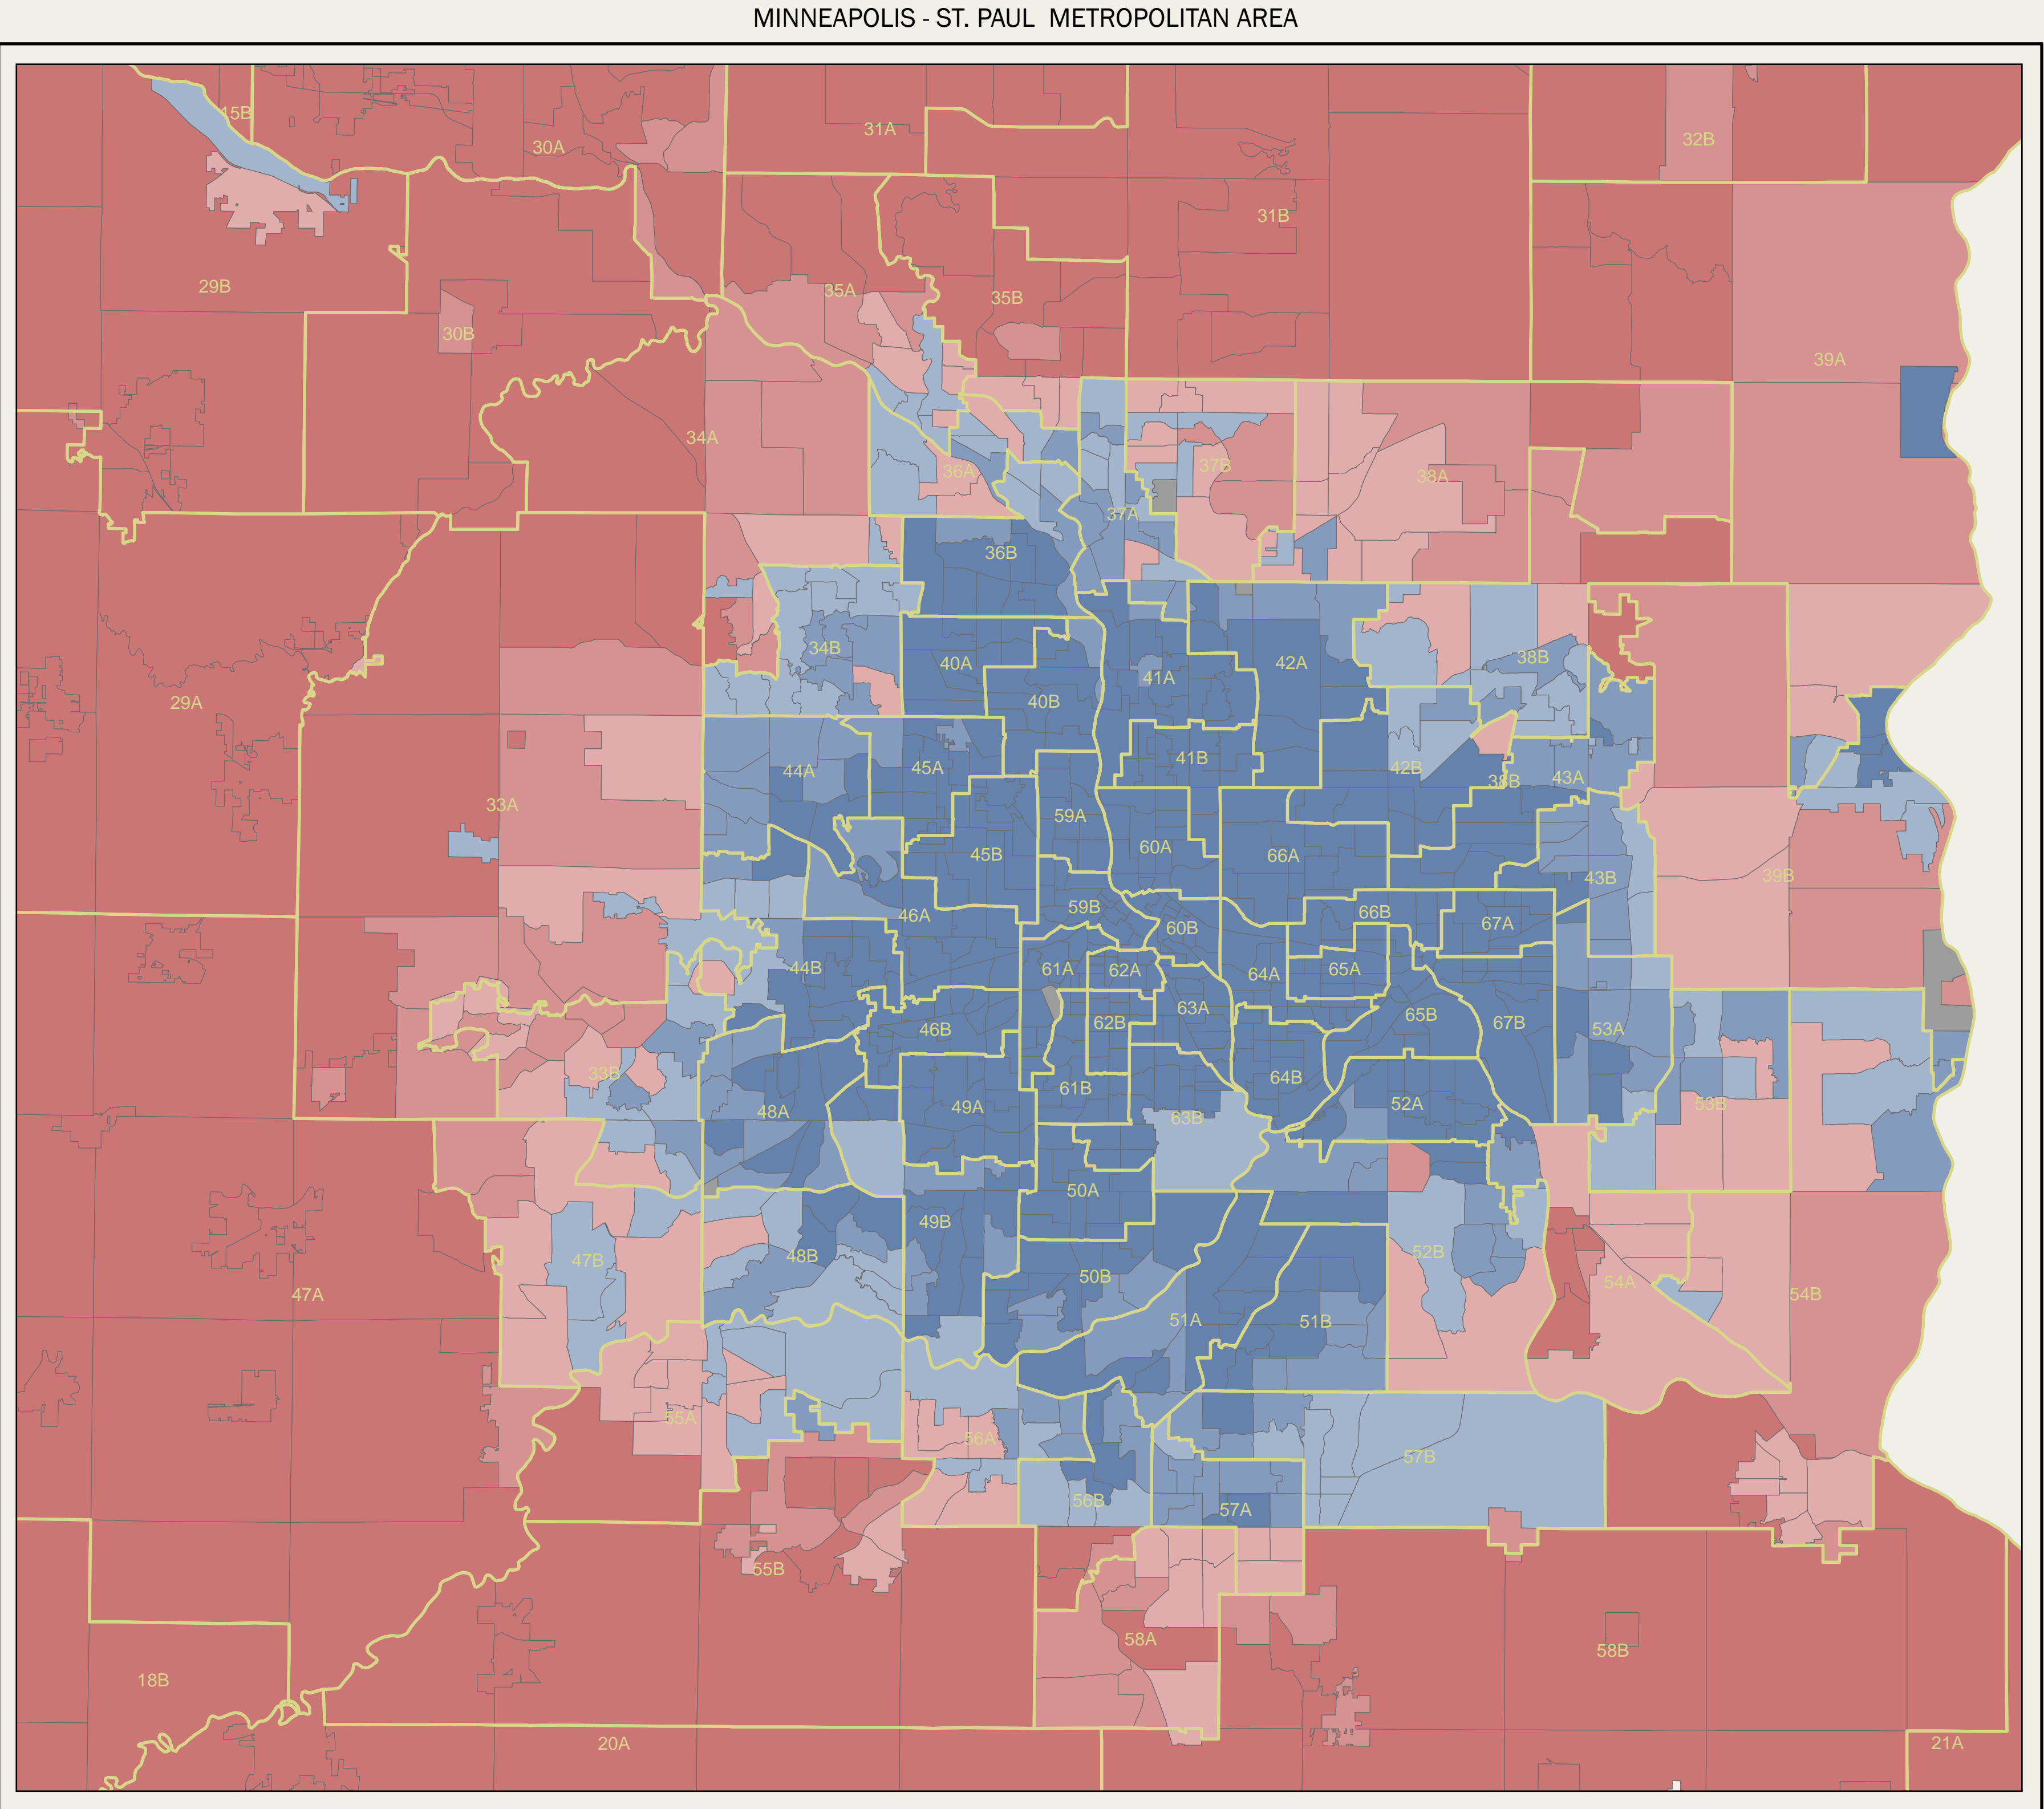 MINNEAPOLIS - ST. PAUL METROPOLITAN AREA
15B
30A
31A
32B
31B
29B
35A
35B
30B
39A
34A
36A
37B
38A
37A
36B
34B
40A
41A
42A
38B
29A
40B
44A
45A
41B
42B
38B
43A
33A
59A
45B
60A
66A
43B
39B
46A
59B
60B
66B
67A
44B
61A
62A
64A
65A
46B
62B
63A
65B
67B
53A
33B
61B
64B
48A
49A
63B
52A
53B
50A
49B
48B
47B
50B
52B
54A
47A
54B
51A
51B
55A
56A
57B
56B
57A
55B
58A
58B
18B
20A
21A